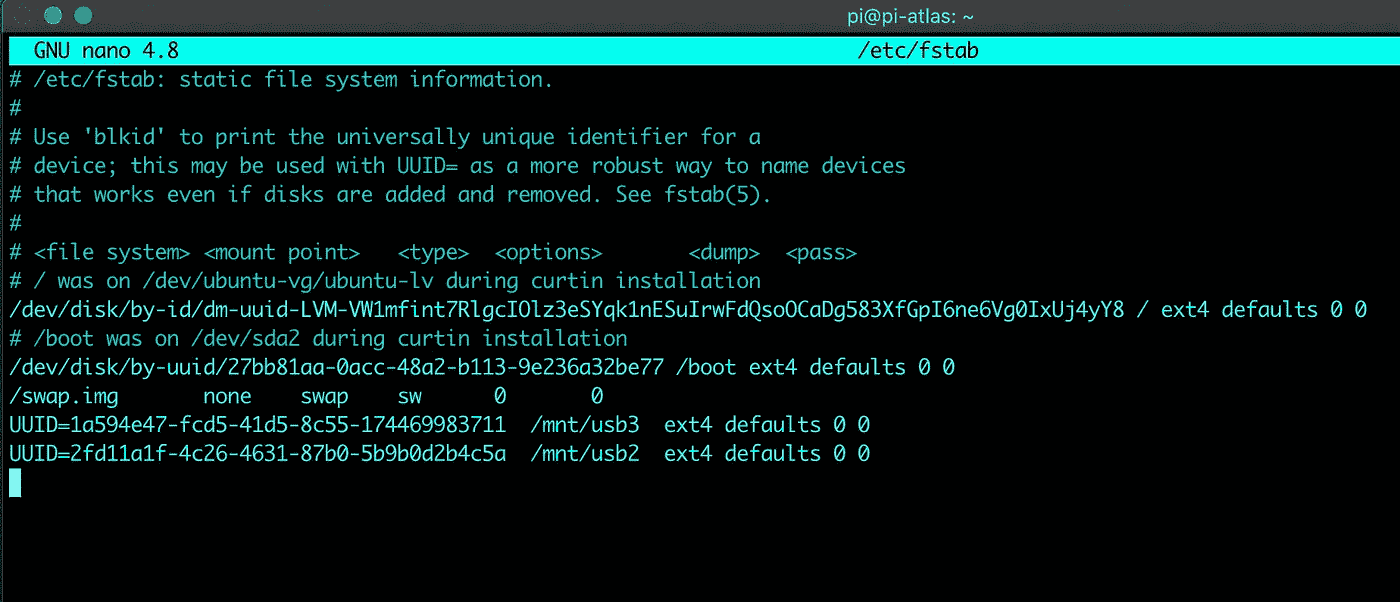 pi@pi-atlas: ~
GNU nano 4.8 /etc/fstab
# /etc/fstab: static file system information.
#
# Use 'blkid' to print the universally unique identifier for a
# device; this may be used with UUID= as a more robust way to name devices
# that works even if disks are added and removed. See fstab(5).
#
# <file system> <mount point>   <type>  <options>       <dump>  <pass>
# / was on /dev/ubuntu-vg/ubuntu-lv during curtin installation
/dev/disk/by-id/dm-uuid-LVM-VW1mfint7RlgcIOlz3eSYqk1nESuIrwFdQsoOCaDg583XfGpI6ne6Vg0IxUj4yY8 / ext4 defaults 0 0
# /boot was on /dev/sda2 during curtin installation
/dev/disk/by-uuid/27bb81aa-0acc-48a2-b113-9e236a32be77 /boot ext4 defaults 0 0
/swap.img       none    swap    sw      0       0
UUID=1a594e47-fcd5-41d5-8c55-174469983711  /mnt/usb3  ext4 defaults 0 0
UUID=2fd11a1f-4c26-4631-87b0-5b9b0d2b4c5a  /mnt/usb2  ext4 defaults 0 0